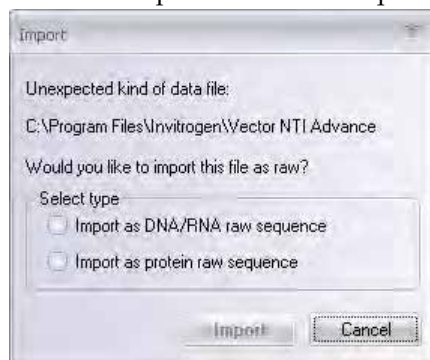 Import
Unexpected kind of data file:
C:\Program Files\Invitrogen\Vector NTI Advance
Would you like to import this file as raw?
Select type
Import as DNA/RNA raw sequence
Import as protein raw sequence
Import
Cancel